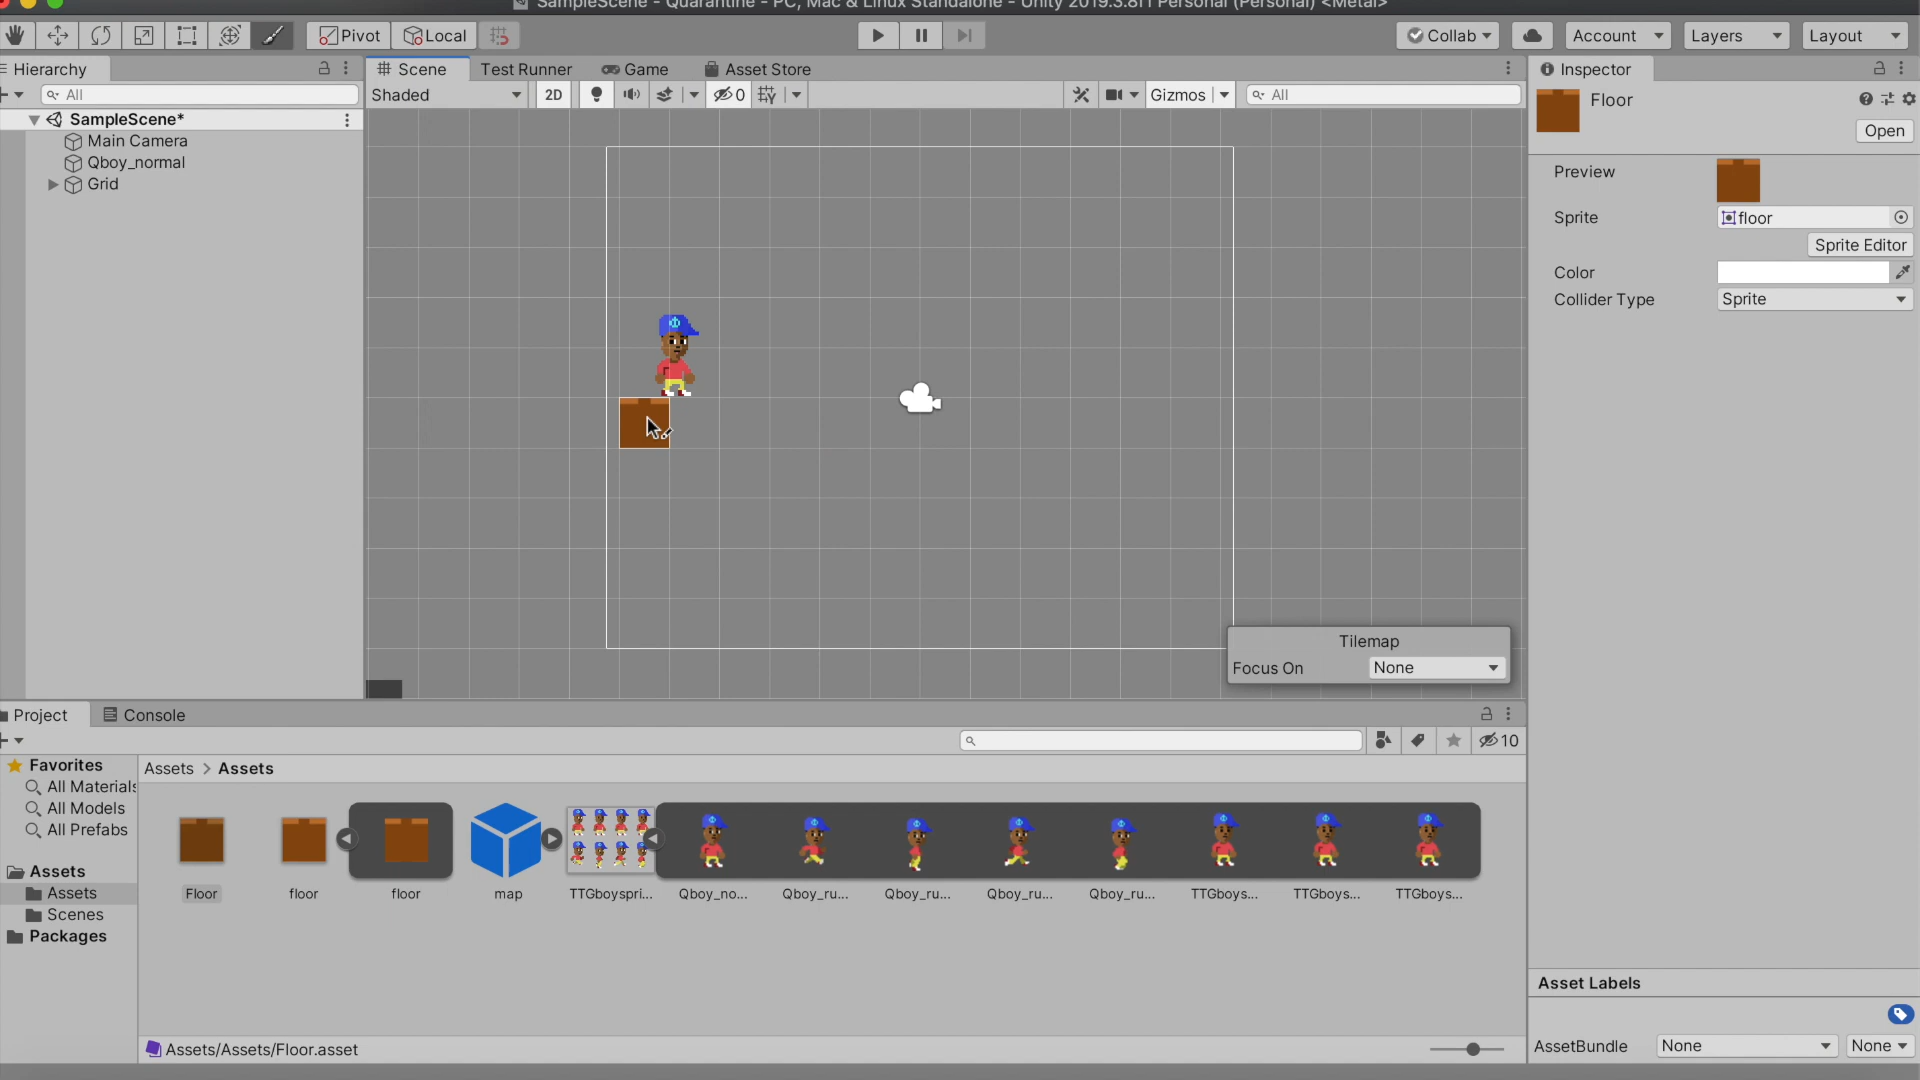 SampleScene - Quarantine - PC, Mac & Linux Standalone - Unity 2019.3.8f1 Personal (Personal) <Metal>
Pivot Local Collab Account Layers Layout
Hierarchy Scene Test Runner Game Asset Store Inspector
All Shaded 2D 0 Gizmos All Floor
SampleScene* Open
Main Camera
Qboy_normal Preview
Grid
Sprite floor
Sprite Editor
Color
Collider Type Sprite
Tilemap
Focus On None
Project Console
10
Favorites Assets > Assets
All Materials
All Models
All Prefabs
Assets
Assets Floor floor floor map TTGboyspri... Qboy_no... Qboy_ru... Qboy_ru... Qboy_ru... Qboy_ru... TTGboys... TTGboys... TTGboys...
Scenes
Packages
Asset Labels
Assets/Assets/Floor.asset AssetBundle None None